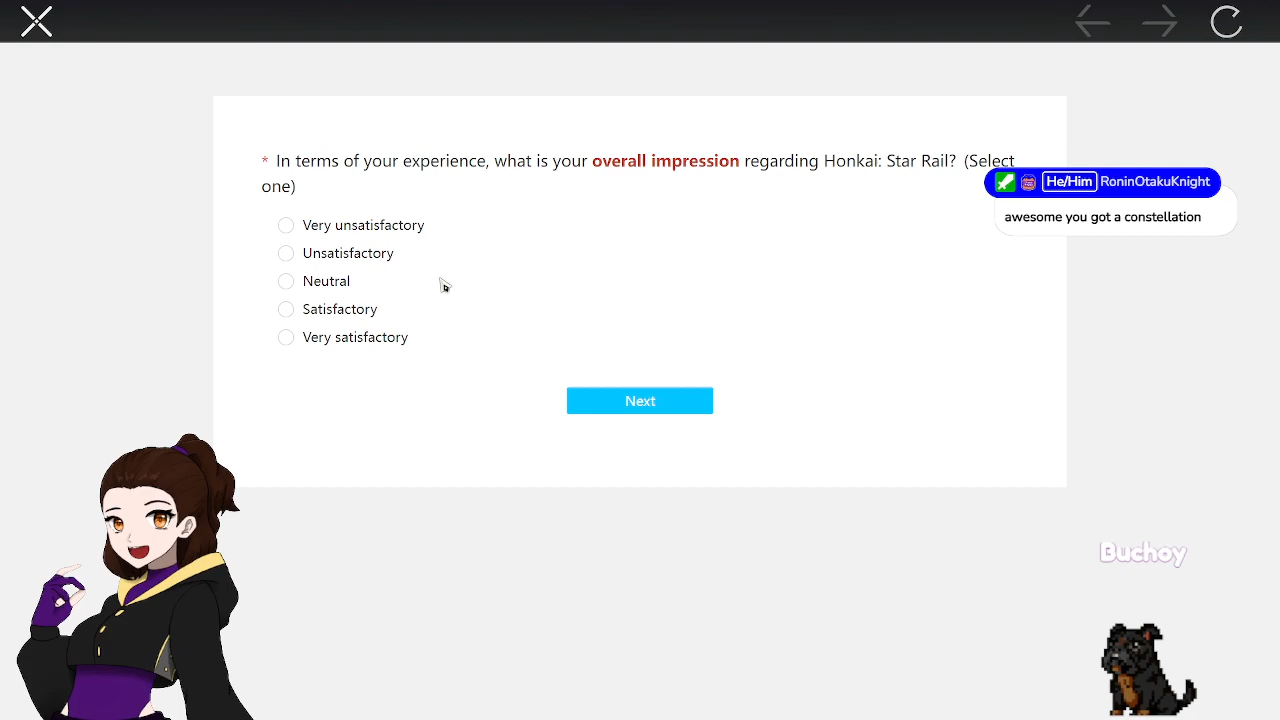 * In terms of your experience, what is your overall impression regarding Honkai: Star Rail? (Select
one)
He/Him RoninOtakuKnight
awesome you got a constellation
Very unsatisfactory
Unsatisfactory
Neutral
Satisfactory
Very satisfactory
Next
Buchoy